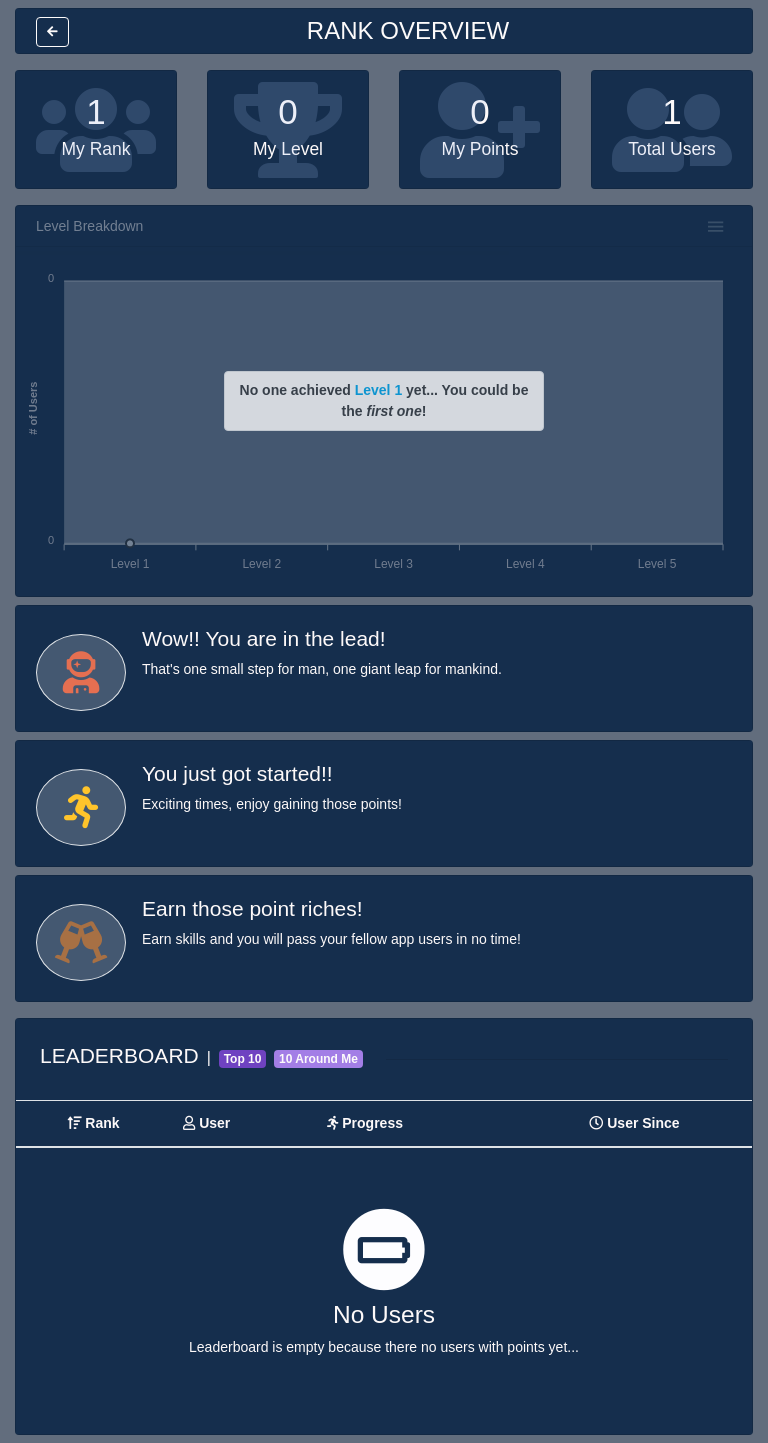 RANK OVERVIEW
1
My Rank
0
My Level
0
My Points
1
Total Users
Level Breakdown
0
# of Users
No one achieved Level 1 yet... You could be
the first one!
0
Level 1 Level 2 Level 3 Level 4 Level 5
Wow!! You are in the lead!
That's one small step for man, one giant leap for mankind.
You just got started!!
Exciting times, enjoy gaining those points!
Earn those point riches!
Earn skills and you will pass your fellow app users in no time!
LEADERBOARD | Top 10 10 Around Me
Rank User Progress User Since
No Users
Leaderboard is empty because there no users with points yet...